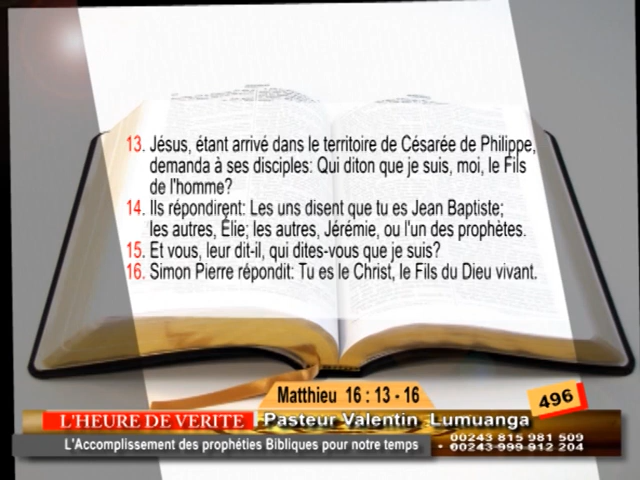 13. Jésus, étant arrivé dans le territoire de Césarée de Philippe,
demanda à ses disciples: Qui diton que je suis, moi, le Fils
de l'homme?
14. Ils répondirent: Les uns disent que tu es Jean Baptiste;
les autres, Élie; les autres, Jérémie, ou l'un des prophètes.
15. Et vous, leur dit-il, qui dites-vous que je suis?
16. Simon Pierre répondit: Tu es le Christ, le Fils du Dieu vivant.
Matthieu 16 : 13 - 16
496
L'HEURE DE VERITE Pasteur Valentin Lumuanga
L'Accomplissement des prophéties Bibliques pour notre temps
00243 815 981 509
- 00243 999 912 204